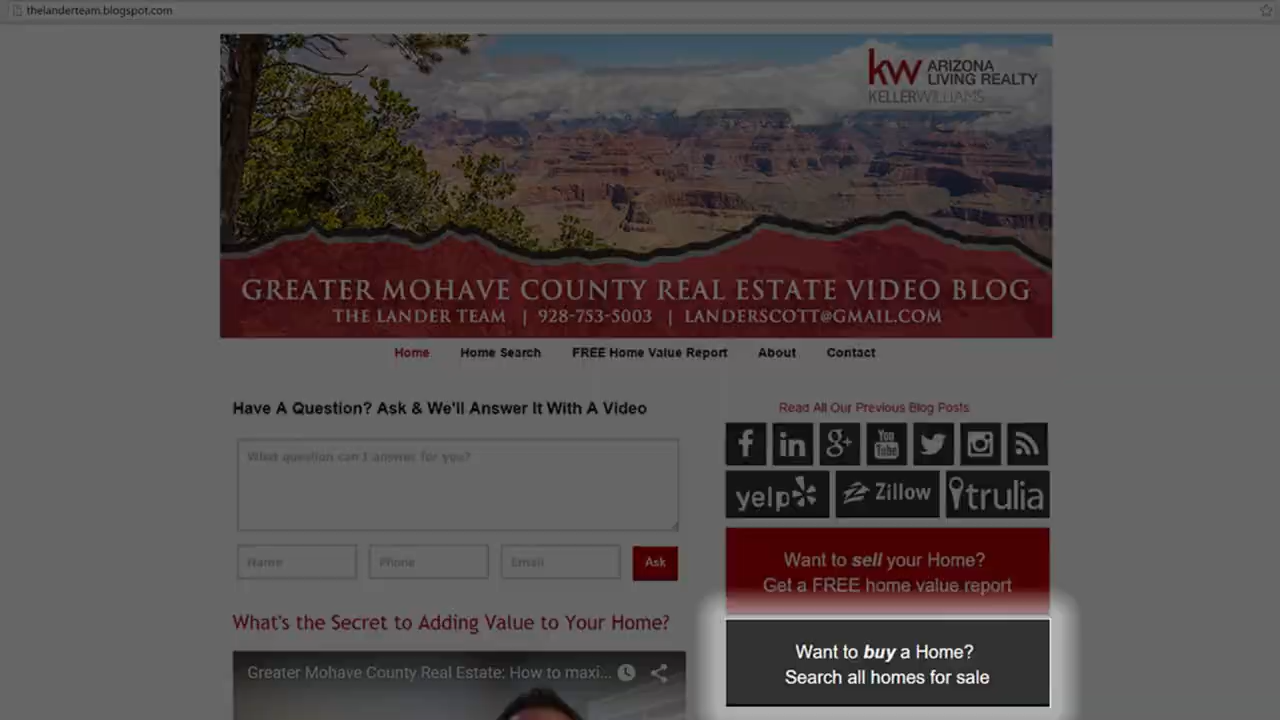 thelanderteam.blogspot.com
kw ARIZONA
LIVING REALTY
KELLERWILLIAMS
GREATER MOHAVE COUNTY REAL ESTATE VIDEO BLOG
THE LANDER TEAM | 928-753-5003 | LANDERSCOTT@GMAIL.COM
Home Home Search FREE Home Value Report About Contact
Have A Question? Ask & We'll Answer It With A Video
What question can I answer for you?
Name Phone Email Ask
What's the Secret to Adding Value to Your Home?
Greater Mohave County Real Estate: How to maxi...
Read All Our Previous Blog Posts
f in g+ You Tube
yelp Zillow trulia
Want to sell your Home?
Get a FREE home value report
Want to buy a Home?
Search all homes for sale